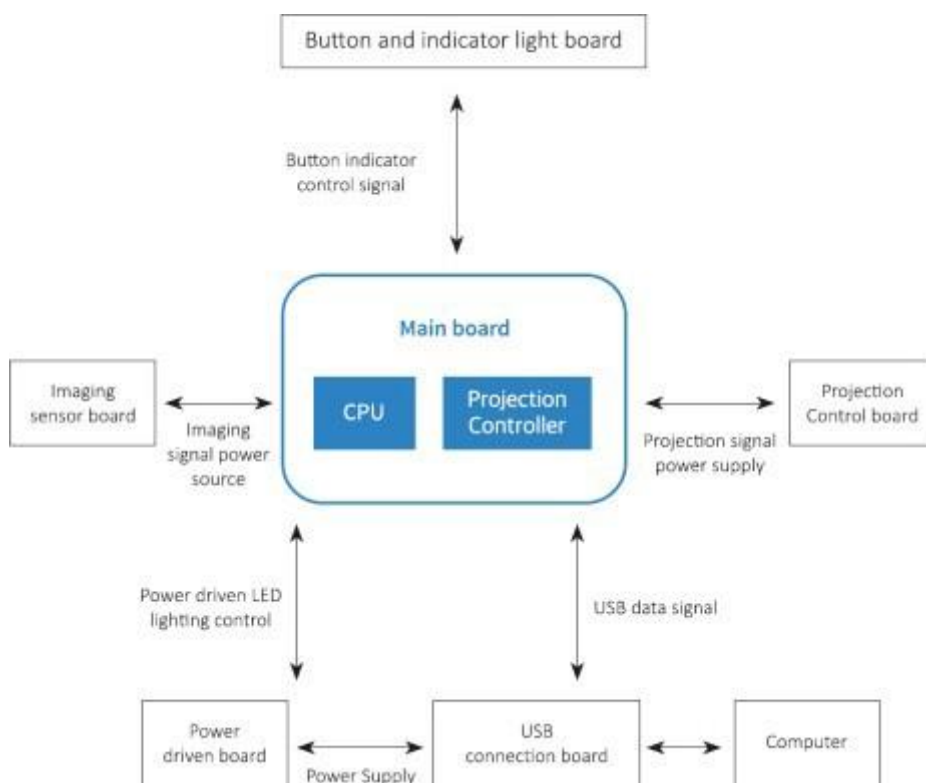 Button and indicator light board
Button indicator
control signal
Main board
CPU
Projection
Controller
Imaging
sensor board
Imaging
signal power
source
Projection
Control board
Projection signal
power supply
Power driven LED
lighting control
USB data signal
Power
driven board
Power Supply
USB
connection board
Computer